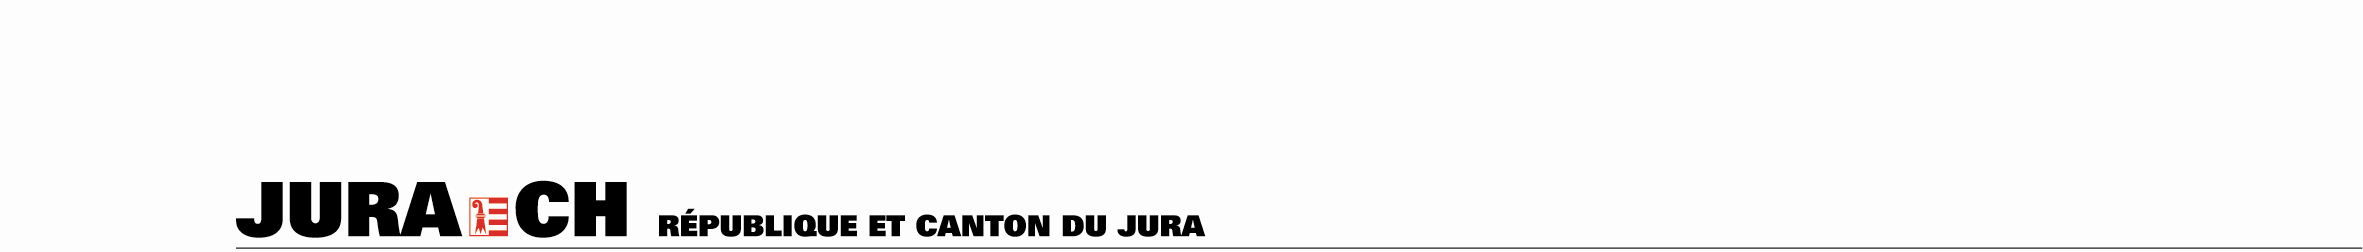 JURA CH RÉPUBLIQUE ET CANTON DU JURA